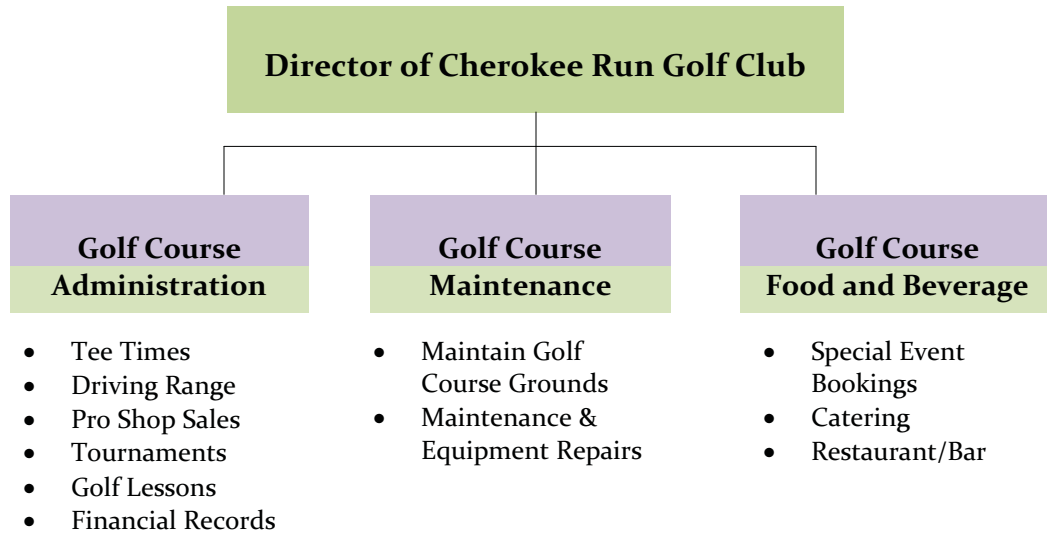 Director of Cherokee Run Golf Club
Golf Course
Administration
• Tee Times
• Driving Range
• Pro Shop Sales
• Tournaments
• Golf Lessons
• Financial Records
Golf Course
Maintenance
• Maintain Golf
Course Grounds
• Maintenance &
Equipment Repairs
Golf Course
Food and Beverage
• Special Event
Bookings
• Catering
• Restaurant/Bar